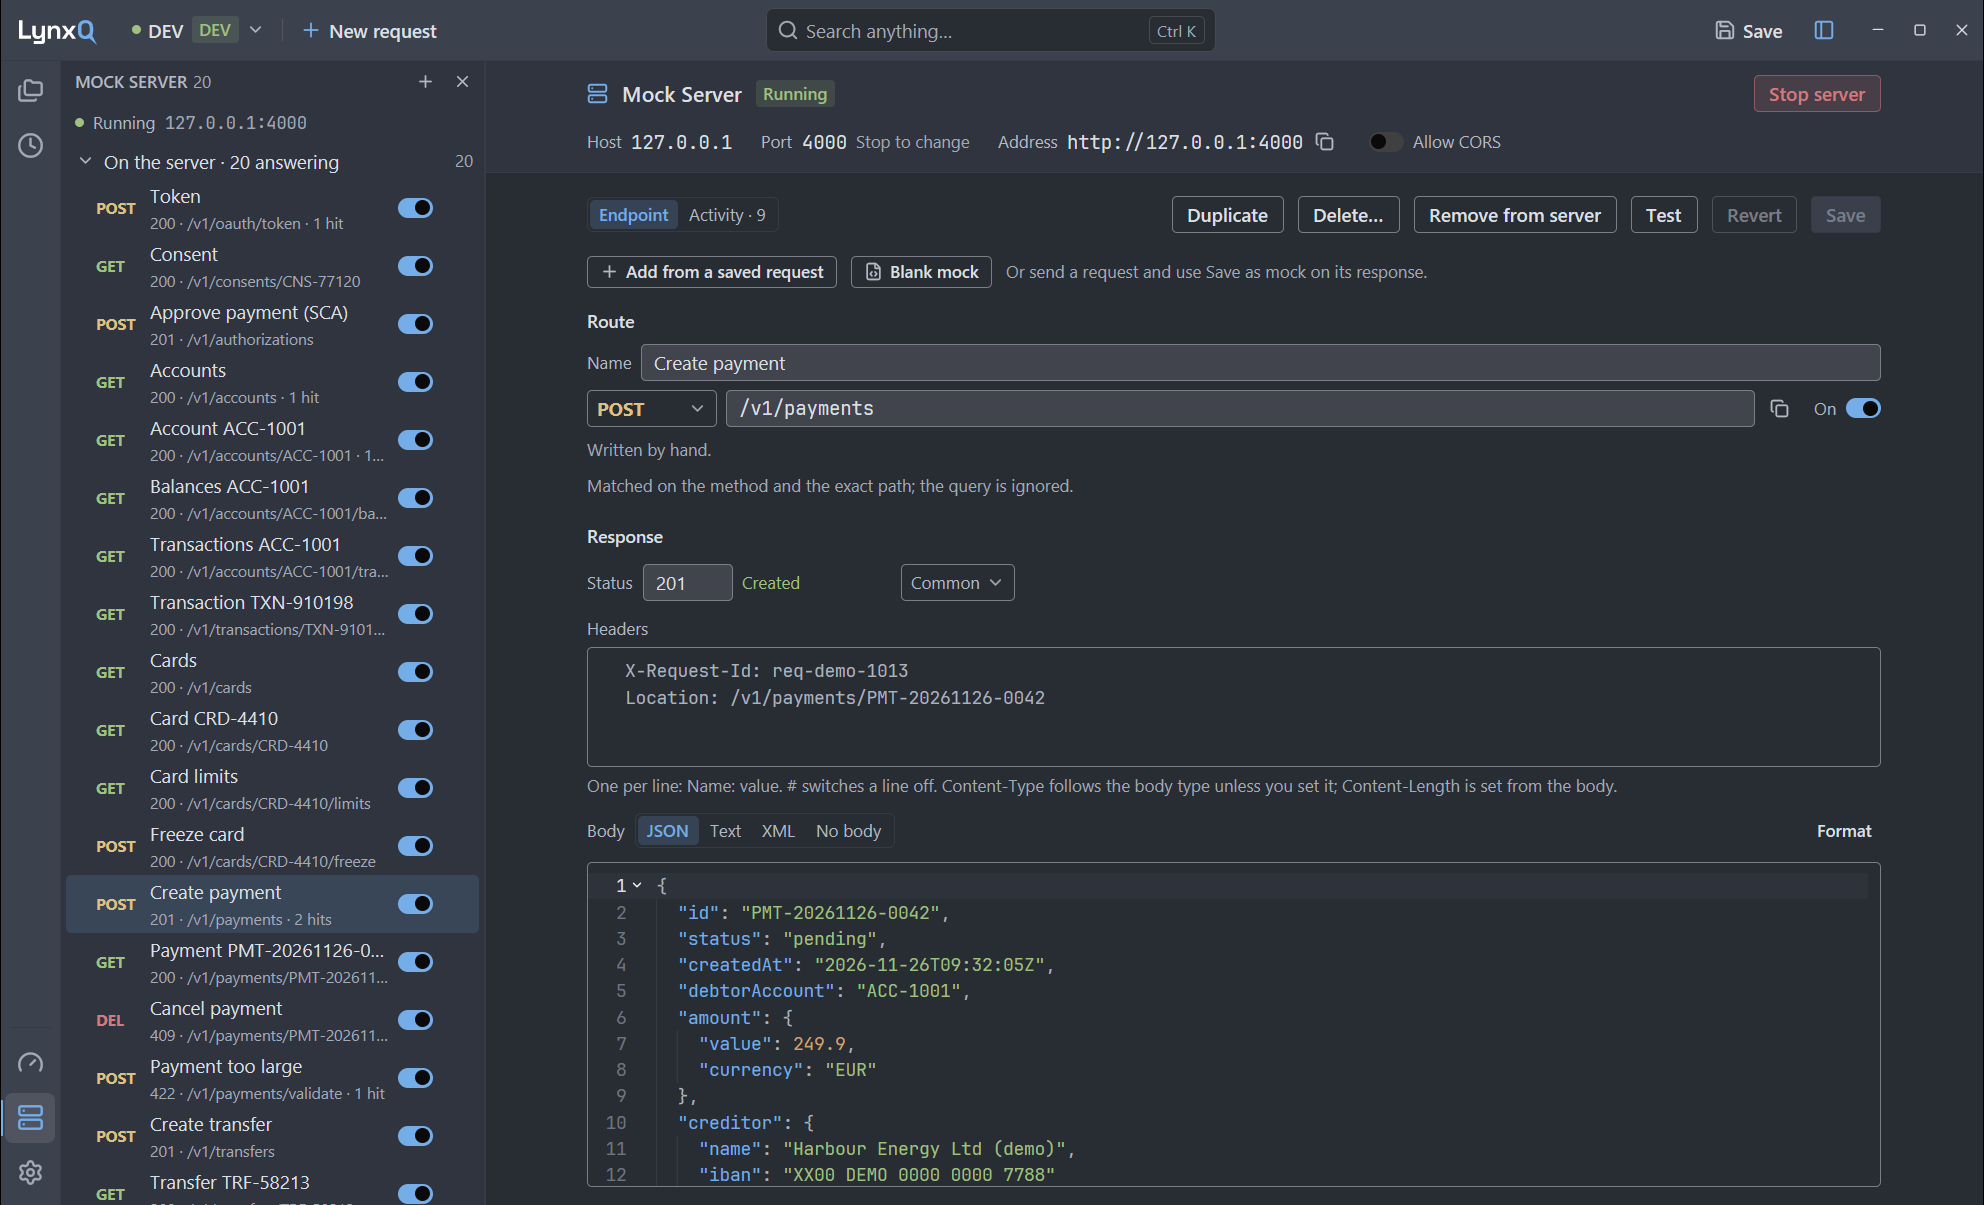 LynxQ
DEV DEV
New request
Search anything...
Ctrl K
Save
MOCK SERVER 20
Running 127.0.0.1:4000
On the server · 20 answering 20
POST Token
200 · /v1/oauth/token · 1 hit
GET Consent
200 · /v1/consents/CNS-77120
POST Approve payment (SCA)
201 · /v1/authorizations
GET Accounts
200 · /v1/accounts · 1 hit
GET Account ACC-1001
200 · /v1/accounts/ACC-1001 · 1...
GET Balances ACC-1001
200 · /v1/accounts/ACC-1001/ba...
GET Transactions ACC-1001
200 · /v1/accounts/ACC-1001/tra...
GET Transaction TXN-910198
200 · /v1/transactions/TXN-9101...
GET Cards
200 · /v1/cards
GET Card CRD-4410
200 · /v1/cards/CRD-4410
GET Card limits
200 · /v1/cards/CRD-4410/limits
POST Freeze card
200 · /v1/cards/CRD-4410/freeze
POST Create payment
201 · /v1/payments · 2 hits
GET Payment PMT-20261126-0...
200 · /v1/payments/PMT-202611...
DEL Cancel payment
409 · /v1/payments/PMT-202611...
POST Payment too large
422 · /v1/payments/validate · 1 hit
POST Create transfer
201 · /v1/transfers
GET Transfer TRF-58213
Mock Server Running
Stop server
Host 127.0.0.1 Port 4000 Stop to change Address http://127.0.0.1:4000 Allow CORS
Endpoint Activity · 9
Duplicate Delete... Remove from server Test Revert Save
Add from a saved request Blank mock Or send a request and use Save as mock on its response.
Route
Name Create payment
POST /v1/payments On
Written by hand.
Matched on the method and the exact path; the query is ignored.
Response
Status 201 Created Common
Headers
X-Request-Id: req-demo-1013
Location: /v1/payments/PMT-20261126-0042
One per line: Name: value. # switches a line off. Content-Type follows the body type unless you set it; Content-Length is set from the body.
Body JSON Text XML No body Format
1 {
2 "id": "PMT-20261126-0042",
3 "status": "pending",
4 "createdAt": "2026-11-26T09:32:05Z",
5 "debtorAccount": "ACC-1001",
6 "amount": {
7 "value": 249.9,
8 "currency": "EUR"
9 },
10 "creditor": {
11 "name": "Harbour Energy Ltd (demo)",
12 "iban": "XX00 DEMO 0000 0000 7788"